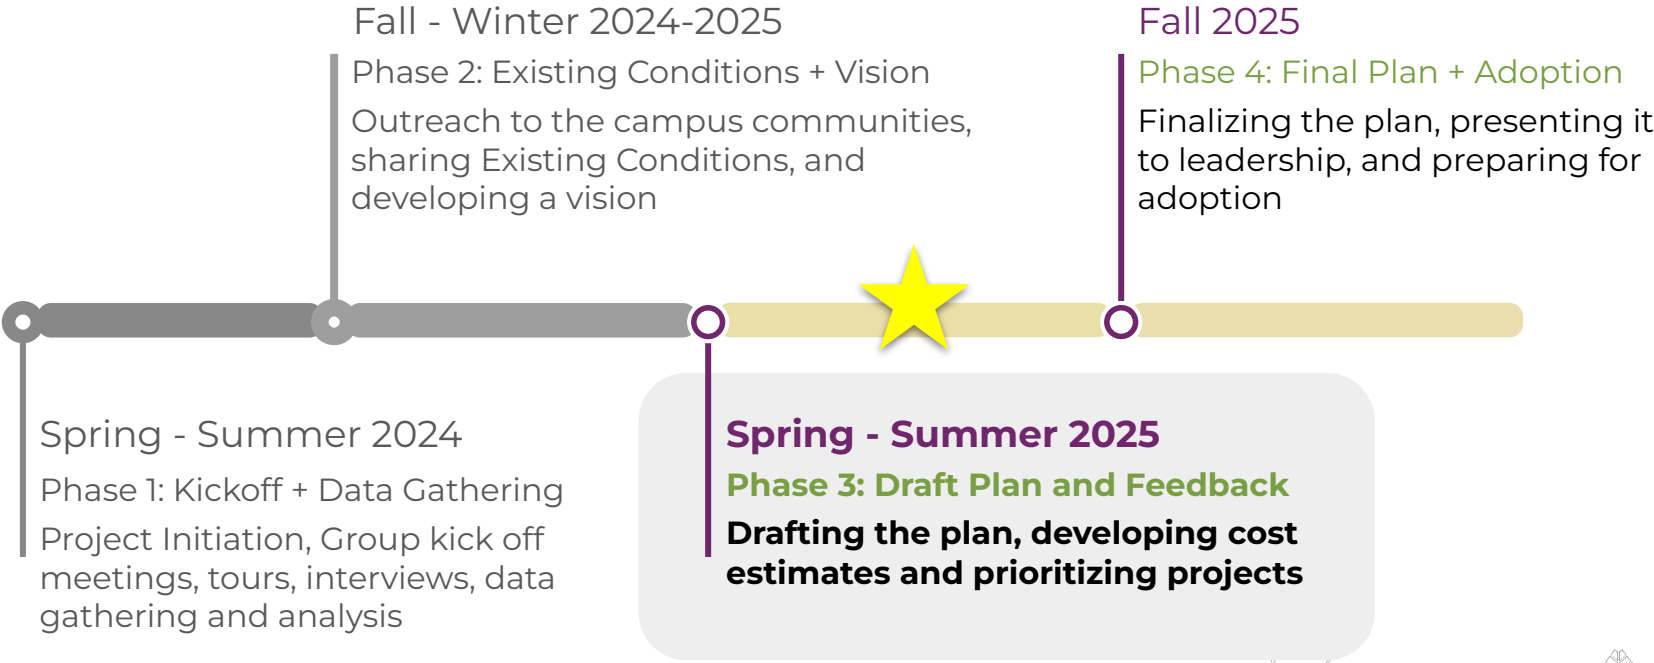 Fall - Winter 2024-2025
Phase 2: Existing Conditions + Vision
Outreach to the campus communities,
sharing Existing Conditions, and
developing a vision
Fall 2025
Phase 4: Final Plan + Adoption
Finalizing the plan, presenting it
to leadership, and preparing for
adoption
Spring - Summer 2024
Phase 1: Kickoff + Data Gathering
Project Initiation, Group kick off
meetings, tours, interviews, data
gathering and analysis
Spring - Summer 2025
Phase 3: Draft Plan and Feedback
Drafting the plan, developing cost
estimates and prioritizing projects